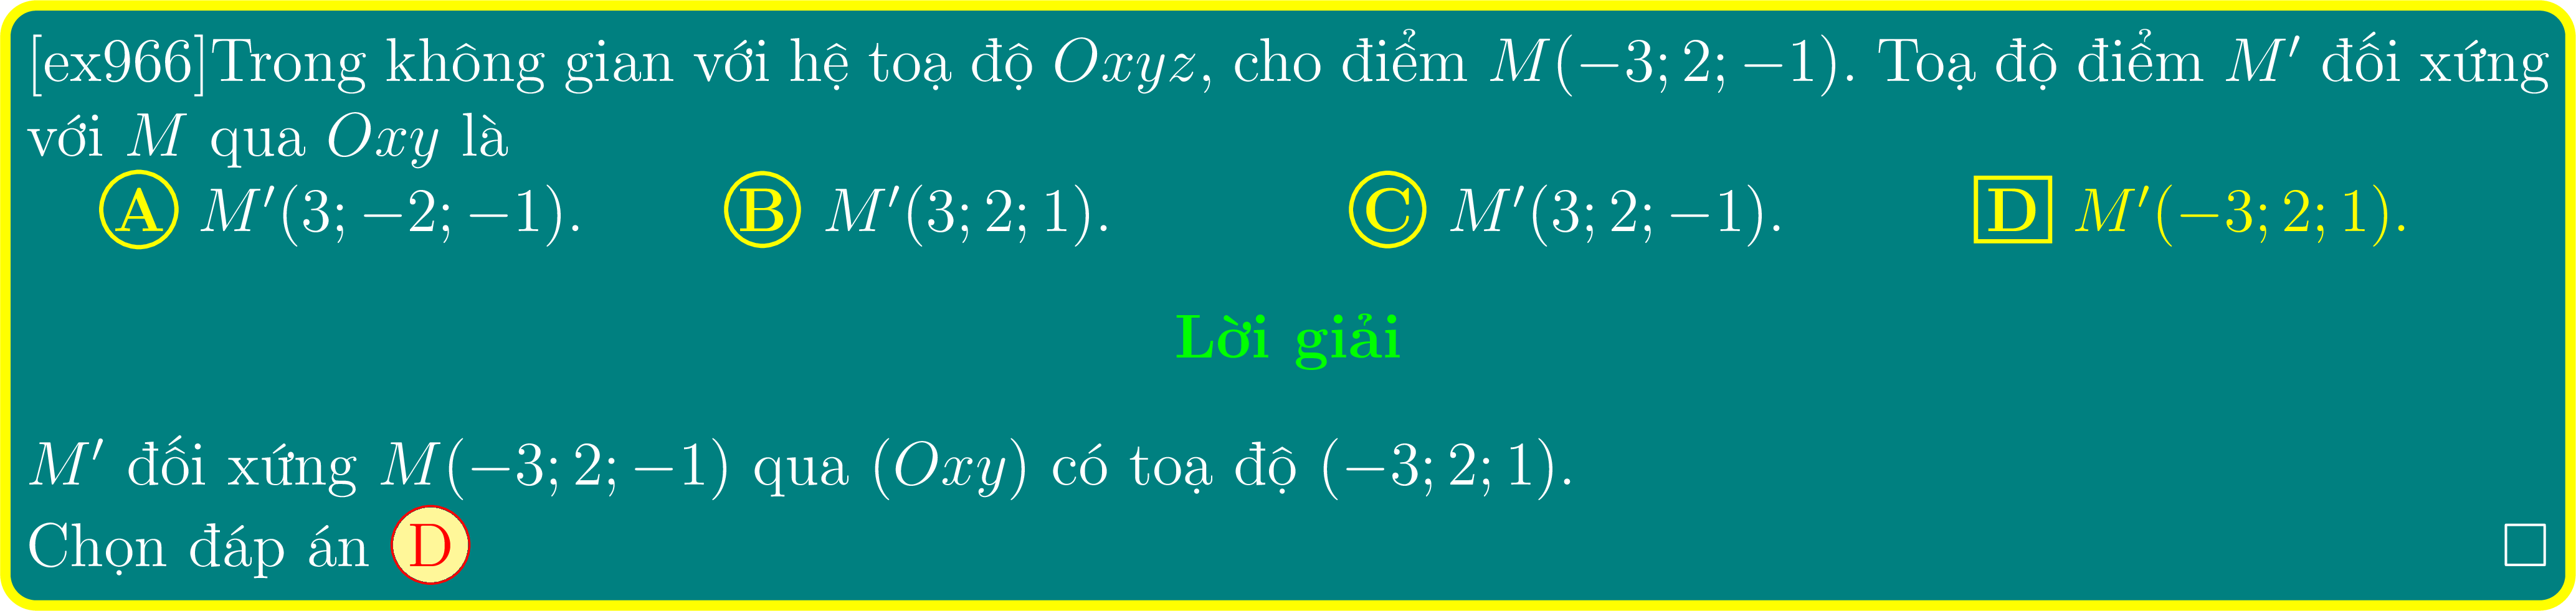 [ex966]Trong không gian với hệ toạ độ Oxyz, cho điểm M(−3; 2; −1). Toạ độ điểm M′ đối xứng
với M qua Oxy là
A M′(3; −2; −1). B M′(3; 2; 1). C M′(3; 2; −1). D M′(−3; 2; 1).
Lời giải
M′ đối xứng M(−3; 2; −1) qua (Oxy) có toạ độ (−3; 2; 1).
Chọn đáp án D □